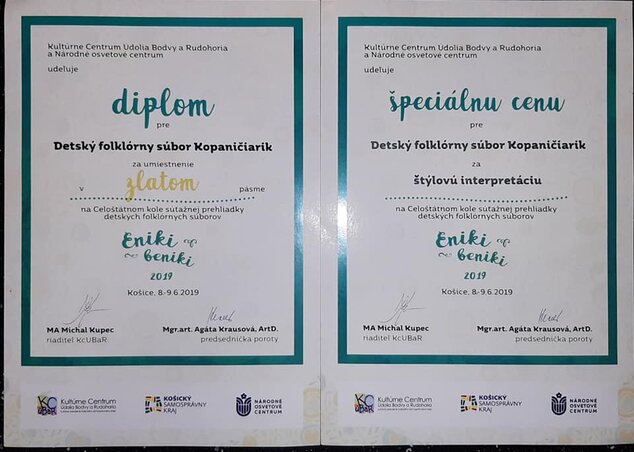 Kultúrne Centrum Údolia Bodvy a Rudohoria
a Národné osvetové centrum
udeľuje
diplom
pre
Detský folklórny súbor Kopaničiarik
za umiestnenie
v zlatom pásme
na Celoštátnom kole súťažnej prehliadky
detských folklórnych súborov
Eniki
beniki
2019
Košice, 8.-9.6.2019
MA Michal Kupec
riaditeľ KcUBaR
Mgr.art. Agáta Krausová, ArtD.
predsedníčka poroty
KC
UBaR
Kultúrne Centrum
Údolia Bodvy a Rudohoria
KOŠICKÝ
SAMOSPRÁVNY
KRAJ
NÁRODNÉ
OSVETOVÉ
CENTRUM
Kultúrne Centrum Údolia Bodvy a Rudohoria
a Národné osvetové centrum
udeľuje
špeciálnu cenu
pre
Detský folklórny súbor Kopaničiarik
za
štýlovú interpretáciu
na Celoštátnom kole súťažnej prehliadky
detských folklórnych súborov
Eniki
beniki
2019
Košice, 8.-9.6.2019
MA Michal Kupec
riaditeľ KcUBaR
Mgr.art. Agáta Krausová, ArtD.
predsedníčka poroty
KC
UBaR
Kultúrne Centrum
Údolia Bodvy a Rudohoria
KOŠICKÝ
SAMOSPRÁVNY
KRAJ
NÁRODNÉ
OSVETOVÉ
CENTRUM